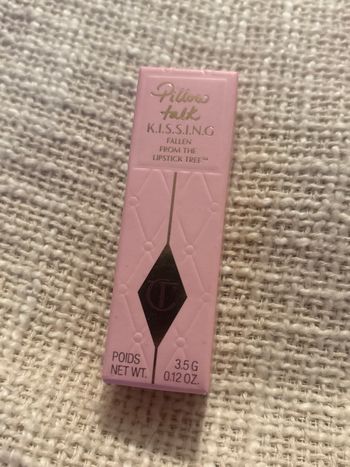 Pillow
talk
K.I.S.S.I.N.G
FALLEN
FROM THE
LIPSTICK TREE™
CT
POIDS 3.5 G
NET WT. 0.12 OZ.